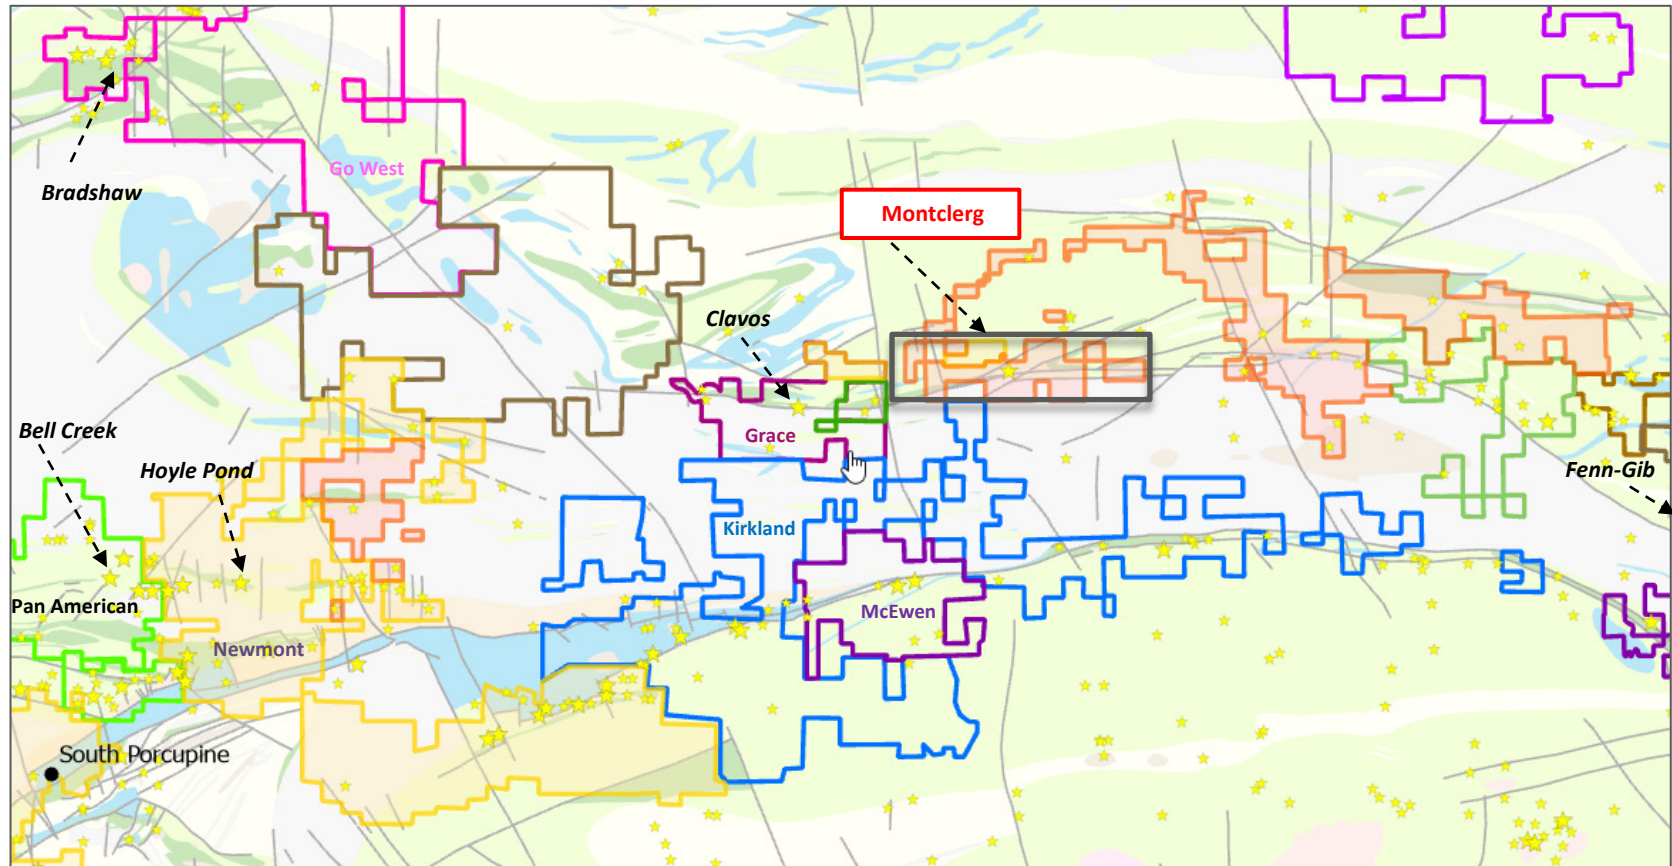 Go West
Bradshaw
Montclerg
Clavos
Bell Creek
Grace
Hoyle Pond
Fenn-Gib
Kirkland
Pan American
McEwen
Newmont
South Porcupine